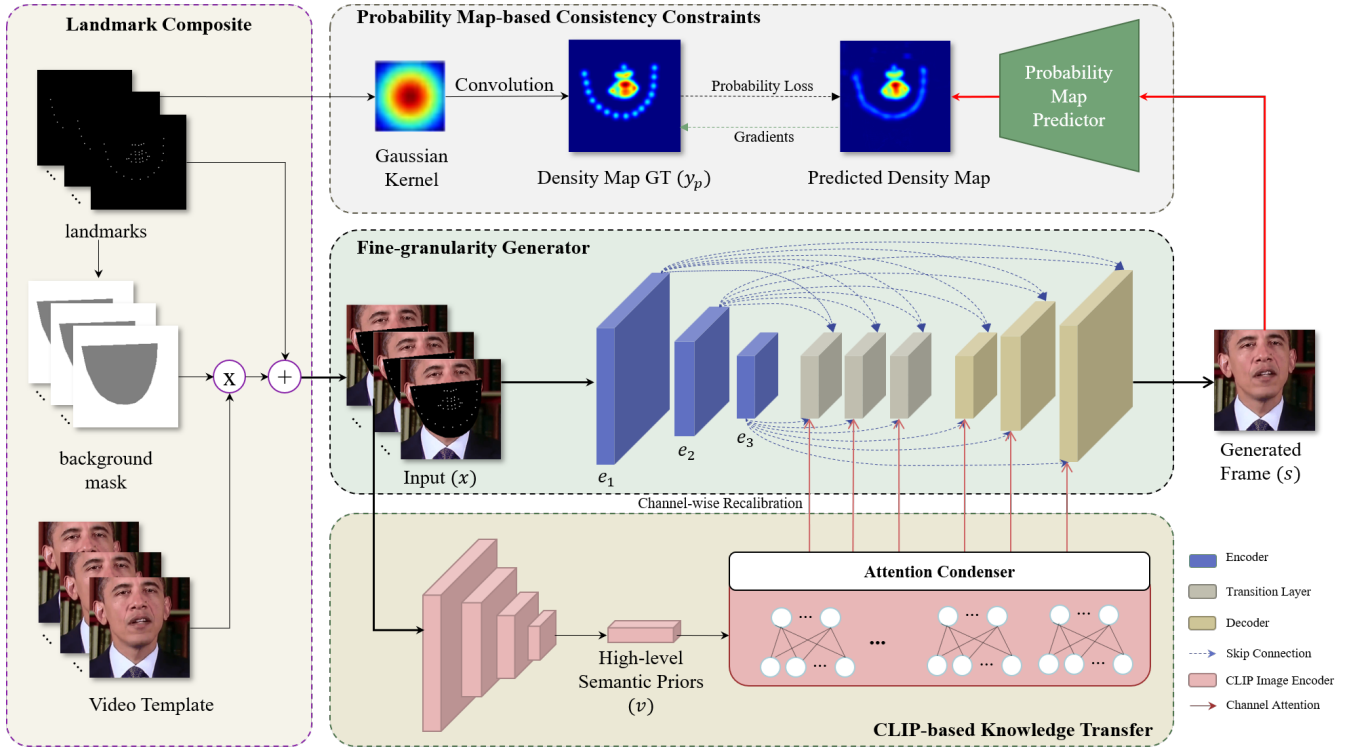 Landmark Composite
landmarks
background
mask
Video Template
x
+
Probability Map-based Consistency Constraints
Gaussian
Kernel
Convolution
Density Map GT (yₚ)
Probability Loss
Gradients
Predicted Density Map
Probability
Map
Predictor
Fine-granularity Generator
Input (x)
e₁
e₂
e₃
Generated
Frame (s)
Channel-wise Recalibration
High-level
Semantic Priors
(v)
Attention Condenser
... ... ...
...
... ... ...
CLIP-based Knowledge Transfer
Encoder
Transition Layer
Decoder
Skip Connection
CLIP Image Encoder
Channel Attention